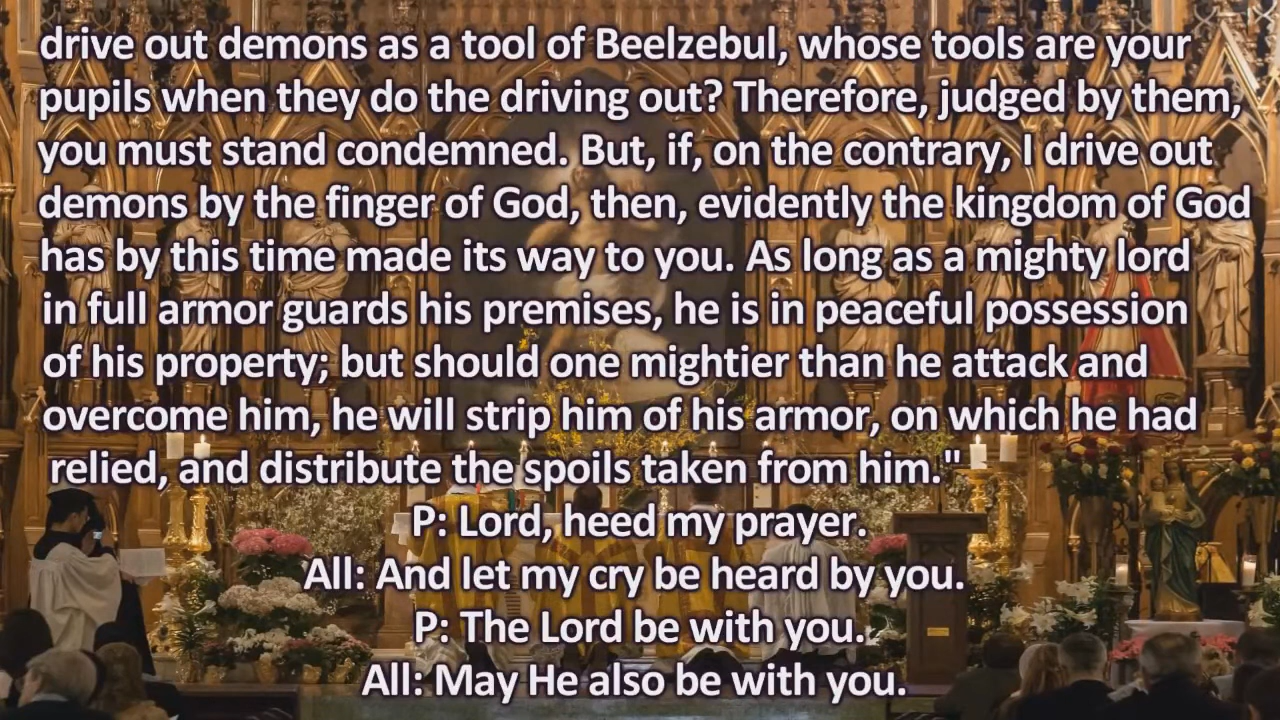 drive out demons as a tool of Beelzebul, whose tools are your
pupils when they do the driving out? Therefore, judged by them,
you must stand condemned. But, if, on the contrary, I drive out
demons by the finger of God, then, evidently the kingdom of God
has by this time made its way to you. As long as a mighty lord
in full armor guards his premises, he is in peaceful possession
of his property; but should one mightier than he attack and
overcome him, he will strip him of his armor, on which he had
relied, and distribute the spoils taken from him."
P: Lord, heed my prayer.
All: And let my cry be heard by you.
P: The Lord be with you.
All: May He also be with you.